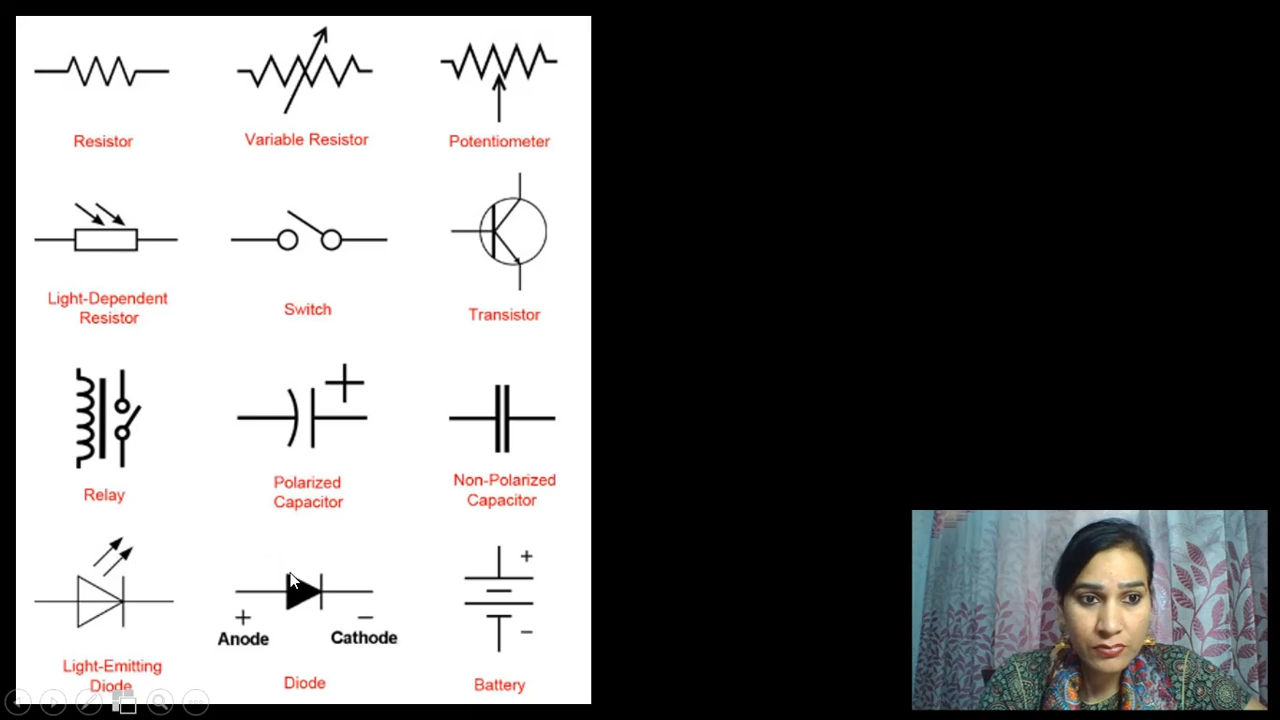 Resistor
Variable Resistor
Potentiometer
Light-Dependent
Resistor
Switch
Transistor
Relay
+
Polarized
Capacitor
Non-Polarized
Capacitor
Light-Emitting
Diode
+
−
Anode
Cathode
Diode
+
−
Battery